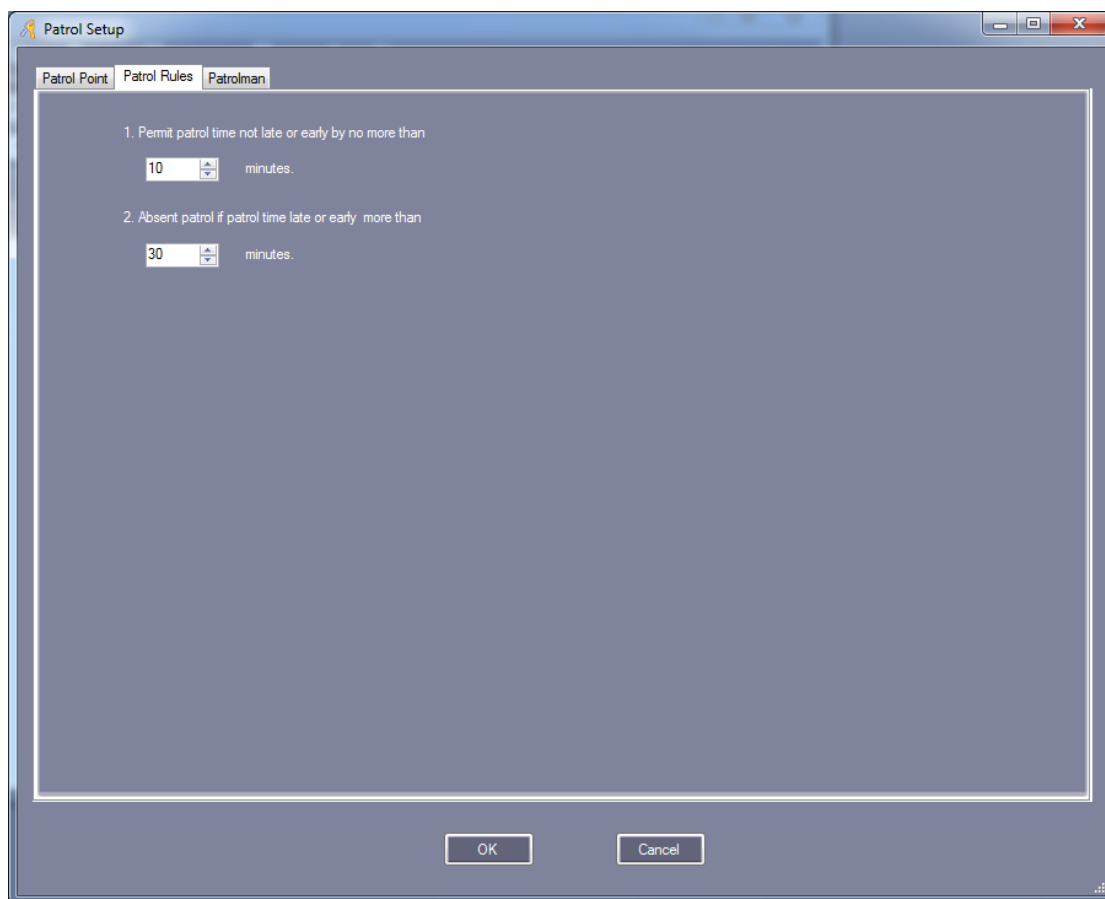 Patrol Setup
Patrol Point Patrol Rules Patrolman
1. Permit patrol time not late or early by no more than
10 minutes.
2. Absent patrol if patrol time late or early  more than
30 minutes.
OK Cancel